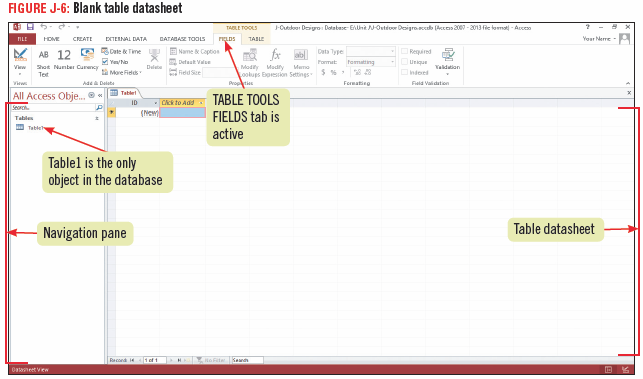 FIGURE J-6: Blank table datasheet
TABLE TOOLS
J-Outdoor Designs : Database- E:\Unit J\J-Outdoor Designs.accdb (Access 2007 - 2013 file format) - Access
Your Name
FILE HOME CREATE EXTERNAL DATA DATABASE TOOLS FIELDS TABLE
View
Views
AB Short Text
12 Number
Currency
Date & Time
Yes/No
More Fields
Delete
Add & Delete
Name & Caption
Default Value
Field Size
Modify Lookups
fx Modify Expression
ab Memo Settings
Properties
Data Type:
Format: Formatting
$ % ,
Formatting
Required
Unique
Indexed
Validation
Field Validation
All Access Obje...
Search...
Tables
Table1
Table1
ID Click to Add
(New)
TABLE TOOLS
FIELDS tab is
active
Table1 is the only
object in the database
Navigation pane
Table datasheet
Record: 1 of 1 No Filter Search
Datasheet View